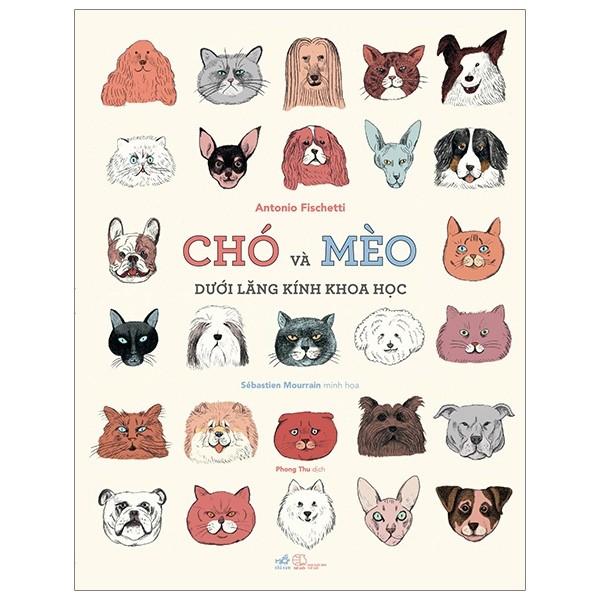 Antonio Fischetti
CHÓ VÀ MÈO
DƯỚI LĂNG KÍNH KHOA HỌC
Sébastien Mourrain minh họa
Phong Thu dịch